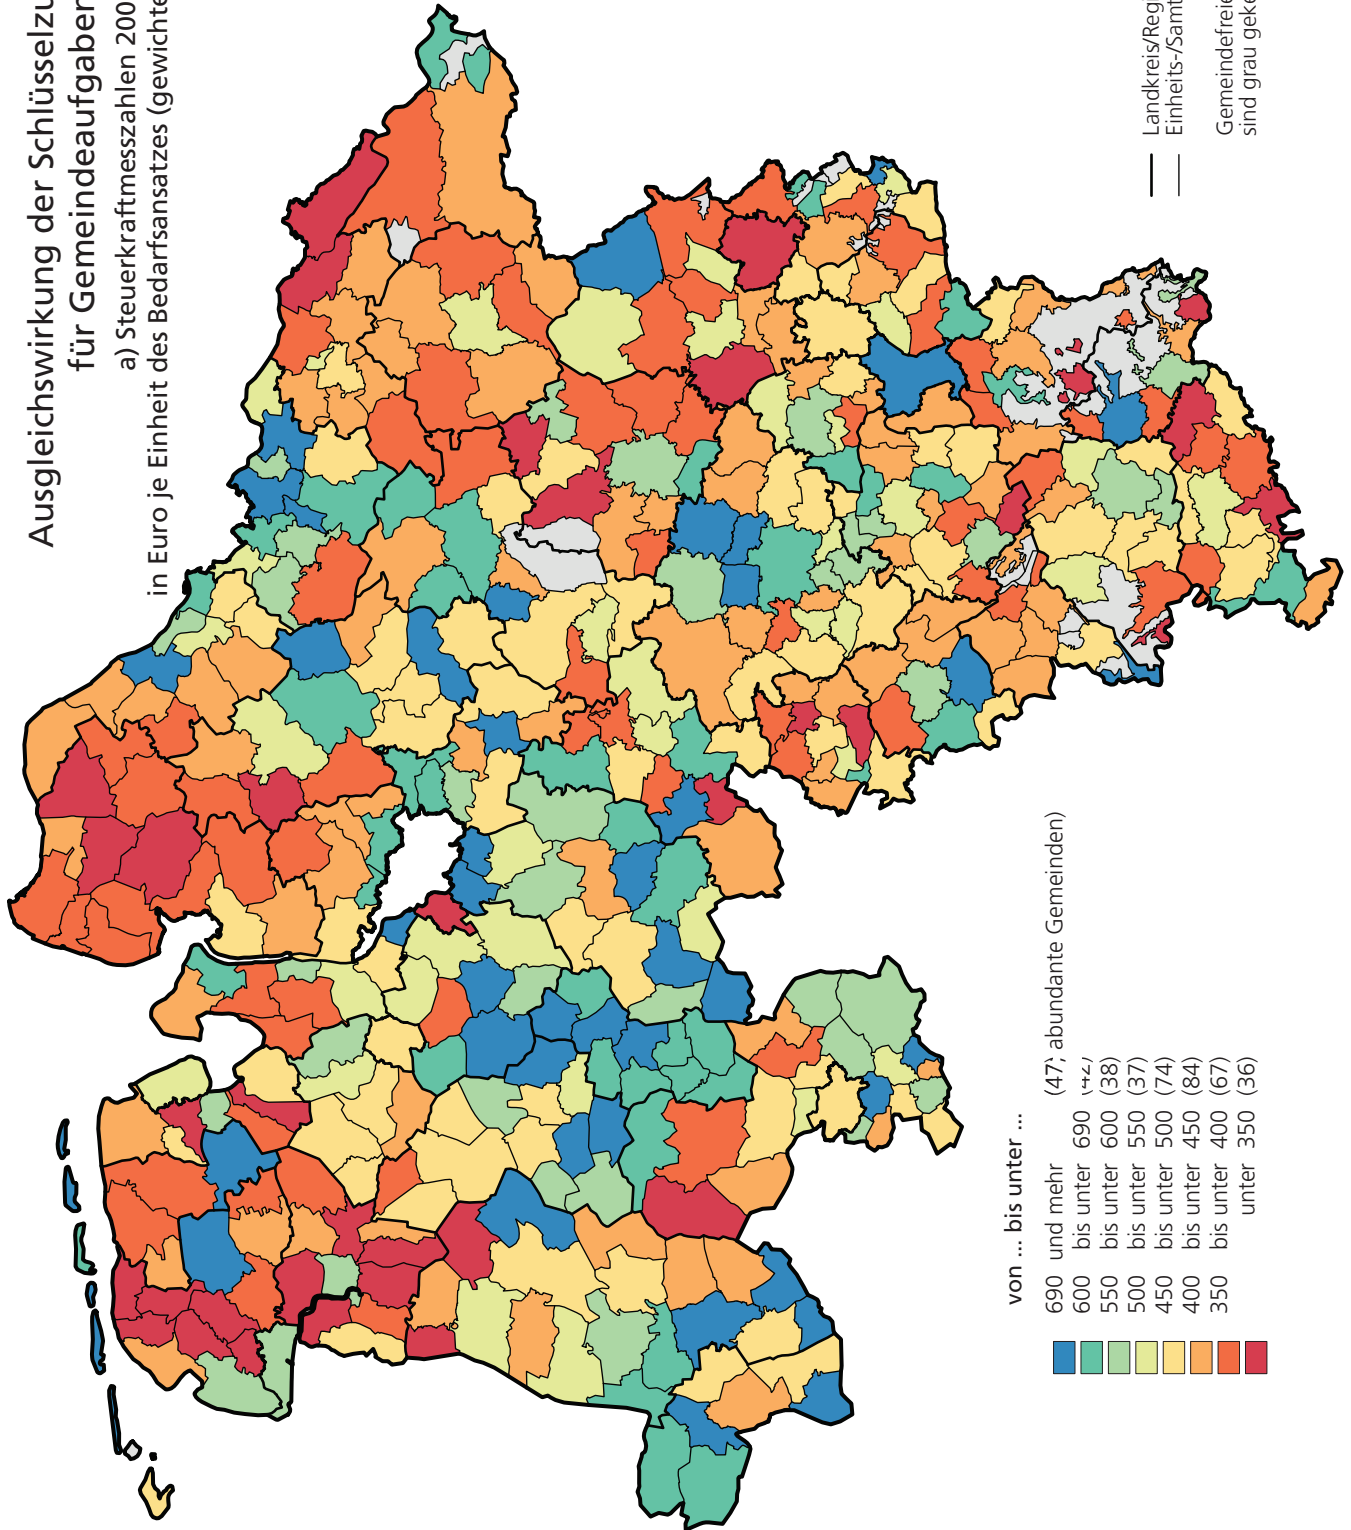 Ausgleichswirkung der Schlüsselzu
für Gemeindeaufgaben
a) Steuerkraftmesszahlen 200
in Euro je Einheit des Bedarfsansatzes (gewichte
Landkreis/Regi
Einheits-/Samt
Gemeindefreie
sind grau geke
von ... bis unter ...
690 und mehr (47; abundante Gemeinden)
600 bis unter 690
550 bis unter 600 (38)
500 bis unter 550 (37)
450 bis unter 500 (74)
400 bis unter 450 (84)
350 bis unter 400 (67)
unter 350 (36)